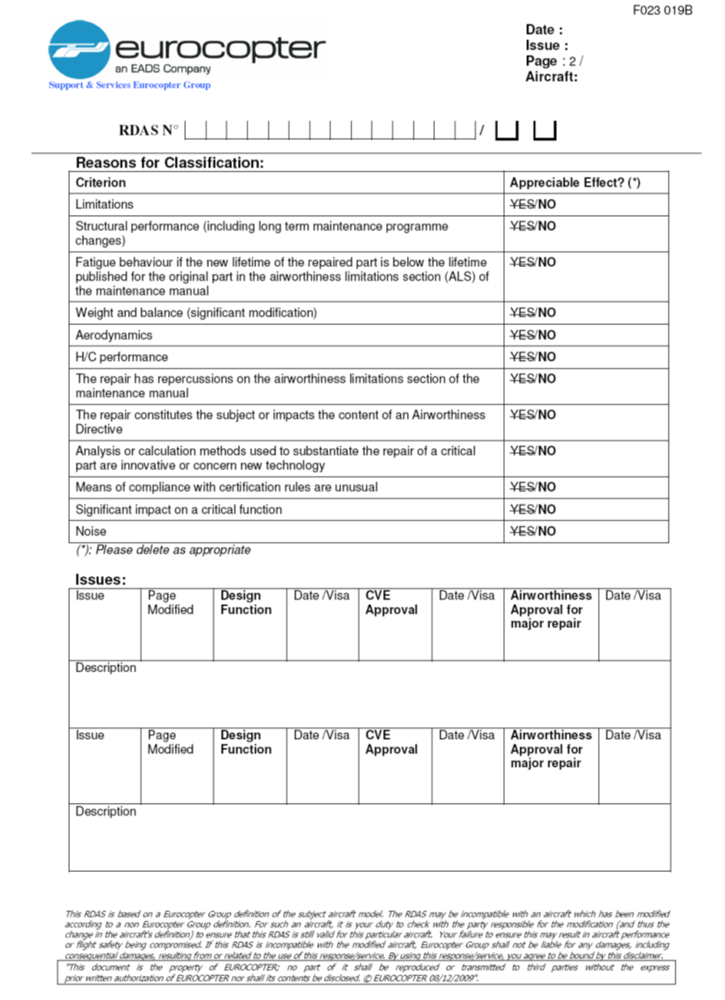 F023 019B
eurocopter
an EADS Company
Support & Services Eurocopter Group
Date :
Issue :
Page : 2 /
Aircraft:
RDAS N° /
Reasons for Classification:
Criterion Appreciable Effect? (*)
Limitations YES/NO
Structural performance (including long term maintenance programme YES/NO
changes)
Fatigue behaviour if the new lifetime of the repaired part is below the lifetime YES/NO
published for the original part in the airworthiness limitations section (ALS) of
the maintenance manual
Weight and balance (significant modification) YES/NO
Aerodynamics YES/NO
H/C performance YES/NO
The repair has repercussions on the airworthiness limitations section of the YES/NO
maintenance manual
The repair constitutes the subject or impacts the content of an Airworthiness YES/NO
Directive
Analysis or calculation methods used to substantiate the repair of a critical YES/NO
part are innovative or concern new technology
Means of compliance with certification rules are unusual YES/NO
Significant impact on a critical function YES/NO
Noise YES/NO
(*): Please delete as appropriate
Issues:
Issue Page Design Date /Visa CVE Date /Visa Airworthiness Date /Visa
Modified Function Approval Approval for
major repair
Description
Issue Page Design Date /Visa CVE Date /Visa Airworthiness Date /Visa
Modified Function Approval Approval for
major repair
Description
This RDAS is based on a Eurocopter Group definition of the subject aircraft model. The RDAS may be incompatible with an aircraft which has been modified
according to a non Eurocopter Group definition. For such an aircraft, it is your duty to check with the party responsible for the modification (and thus the
change in the aircraft's definition) to ensure that this RDAS is still valid for this particular aircraft. Your failure to ensure this may result in aircraft performance
or flight safety being compromised. If this RDAS is incompatible with the modified aircraft, Eurocopter Group shall not be liable for any damages, including
consequential damages, resulting from or related to the use of this response/service. By using this response/service, you agree to be bound by this disclaimer.
"This document is the property of EUROCOPTER; no part of it shall be reproduced or transmitted to third parties without the express
prior written authorization of EUROCOPTER nor shall its contents be disclosed. © EUROCOPTER 08/12/2009".